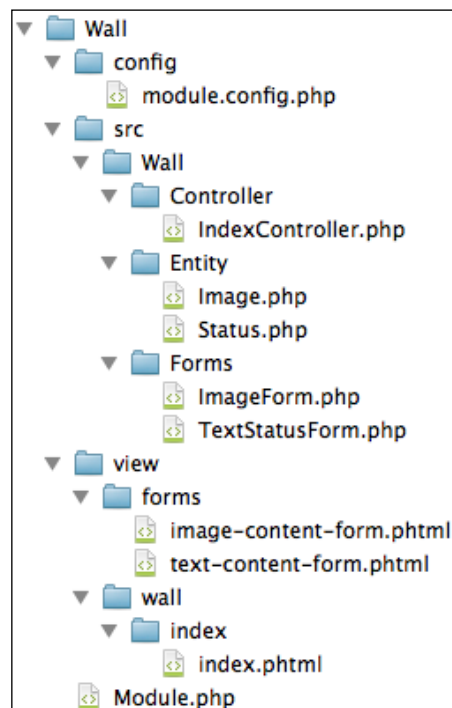 Wall
config
module.config.php
src
Wall
Controller
IndexController.php
Entity
Image.php
Status.php
Forms
ImageForm.php
TextStatusForm.php
view
forms
image-content-form.phtml
text-content-form.phtml
wall
index
index.phtml
Module.php